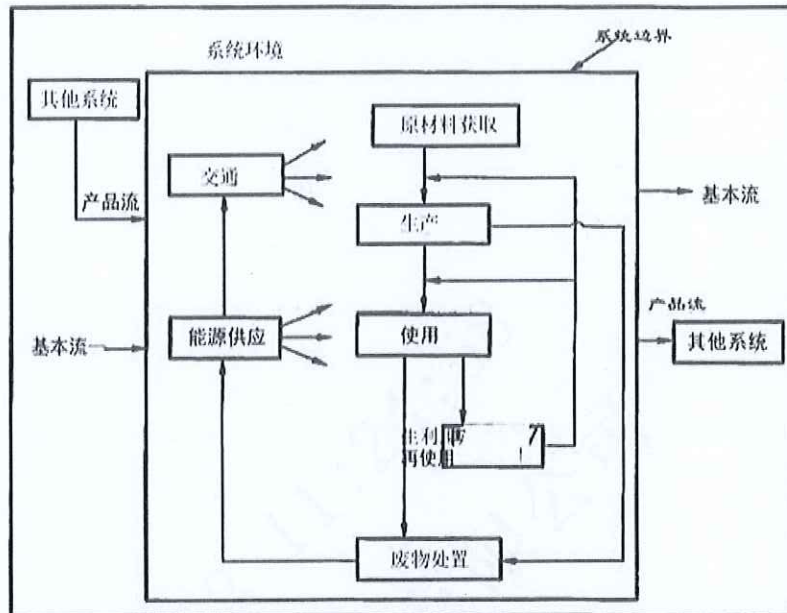 系统环境
系统边界
其他系统
原材料获取
交通
产品流
基本流
生产
产品流
能源供应
使用
基本流
其他系统
再使用
废物处置